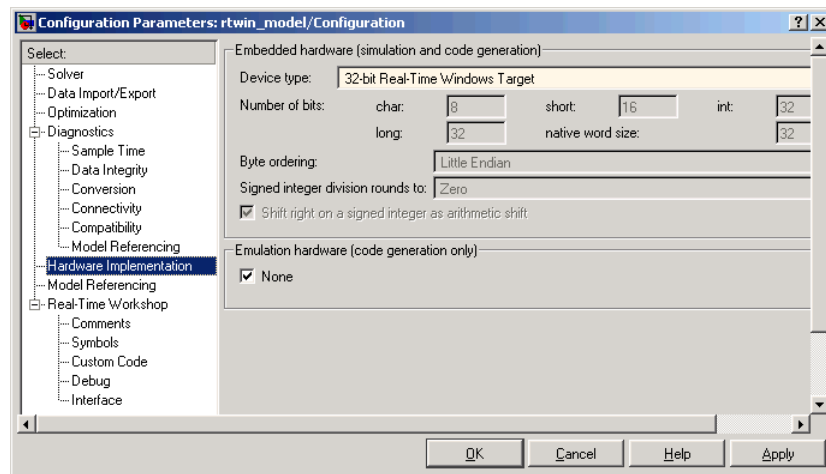 Configuration Parameters: rtwin_model/Configuration
Select:
Solver
Data Import/Export
Optimization
Diagnostics
Sample Time
Data Integrity
Conversion
Connectivity
Compatibility
Model Referencing
Hardware Implementation
Model Referencing
Real-Time Workshop
Comments
Symbols
Custom Code
Debug
Interface
Embedded hardware (simulation and code generation)
Device type: 32-bit Real-Time Windows Target
Number of bits: char: 8 short: 16 int: 32
long: 32 native word size: 32
Byte ordering: Little Endian
Signed integer division rounds to: Zero
Shift right on a signed integer as arithmetic shift
Emulation hardware (code generation only)
None
OK Cancel Help Apply